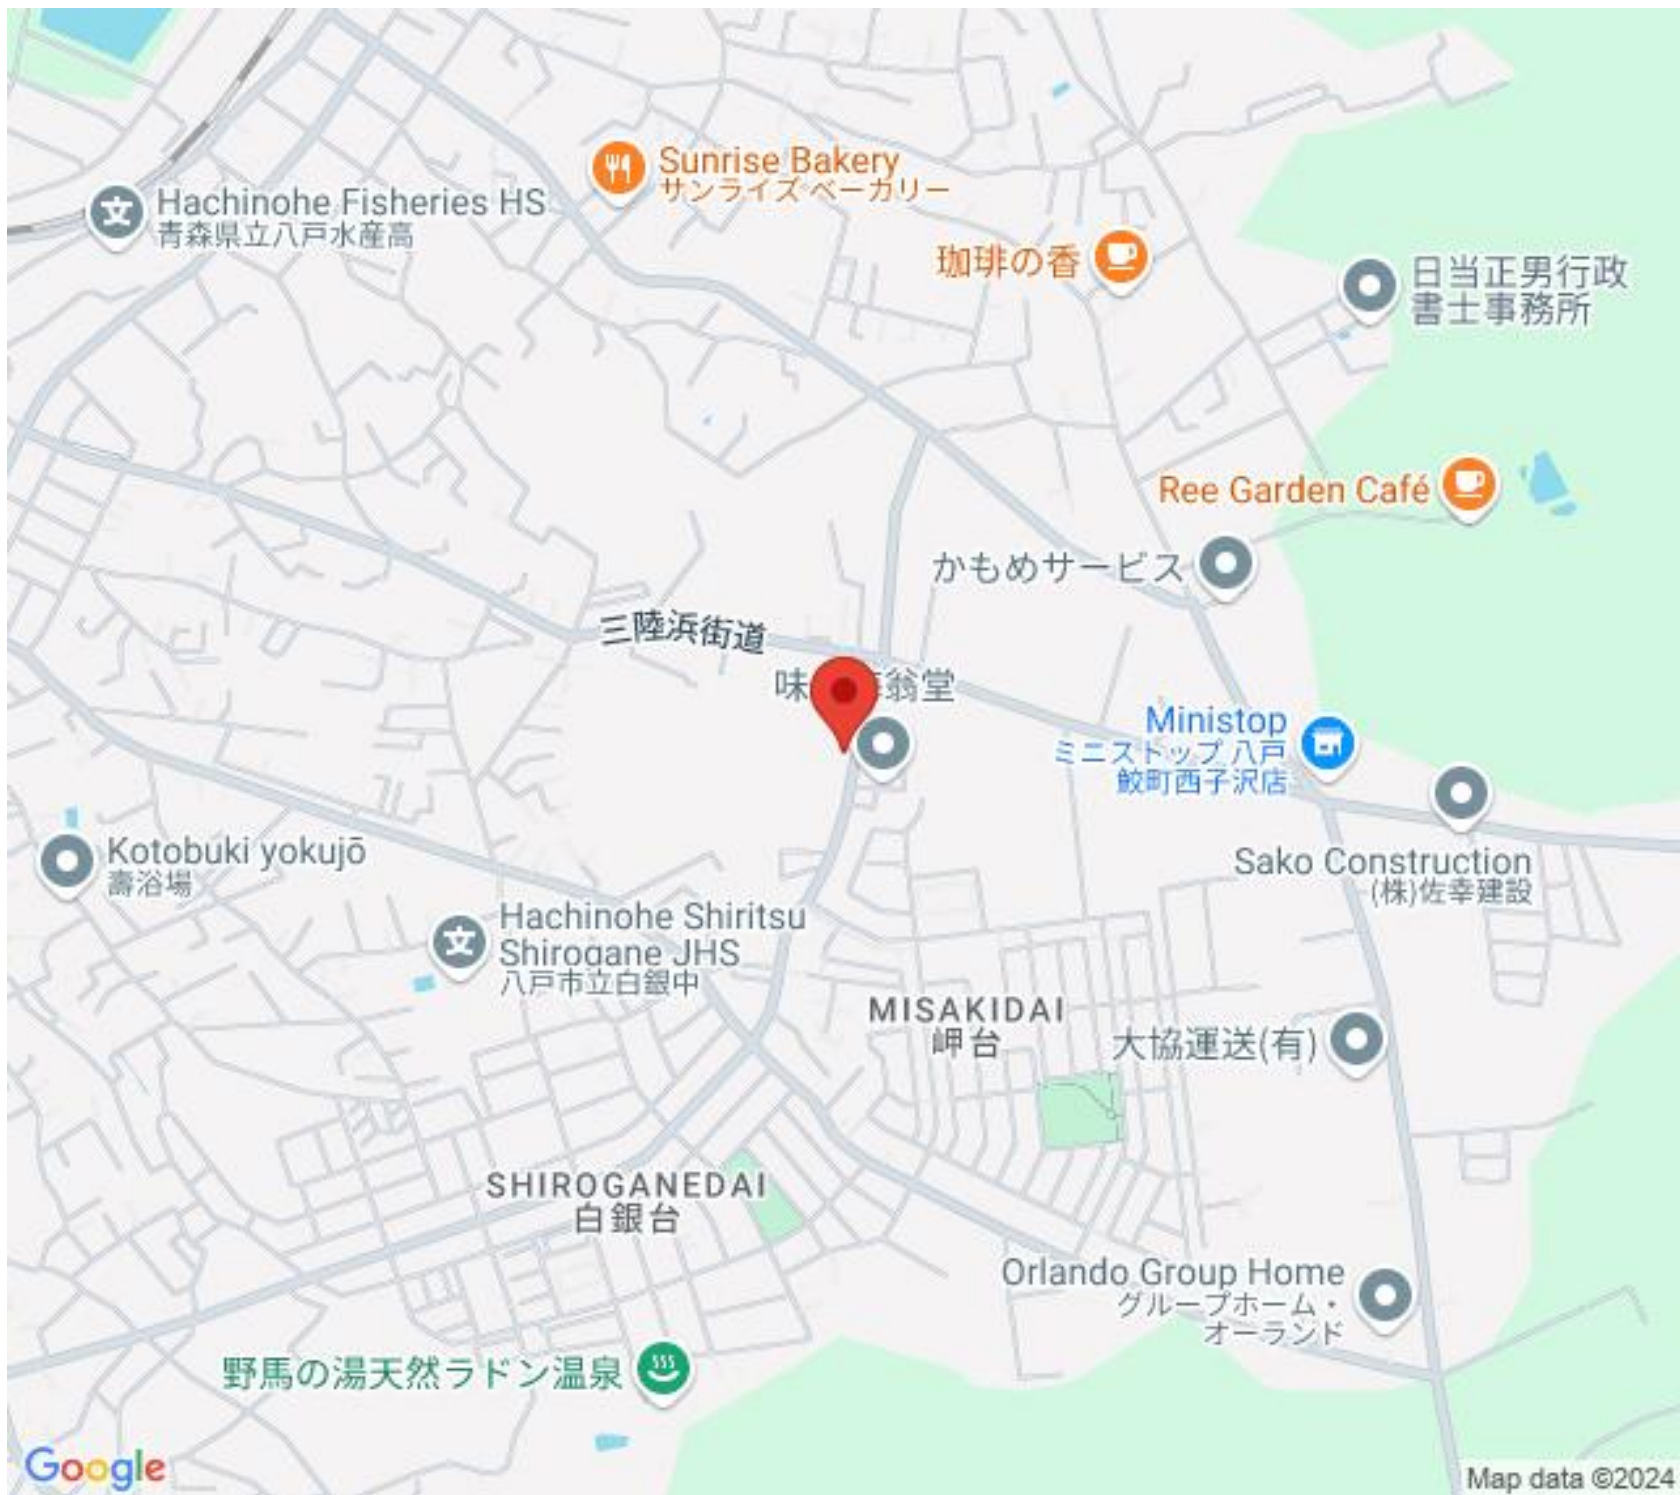 Sunrise Bakery
サンライズ ベーカリー
Hachinohe Fisheries HS
青森県立八戸水産高
珈琲の香
日当正男行政
書士事務所
Ree Garden Café
かもめサービス
三陸浜街道
味 翁堂
Ministop
ミニストップ 八戸
鮫町西子沢店
Kotobuki yokujō
壽浴場
Sako Construction
(株)佐幸建設
Hachinohe Shiritsu
Shirogane JHS
八戸市立白銀中
MISAKIDAI
岬台
大協運送(有)
SHIROGANEDAI
白銀台
Orlando Group Home
グループホーム・
オーランド
野馬の湯天然ラドン温泉
Google
Map data ©2024